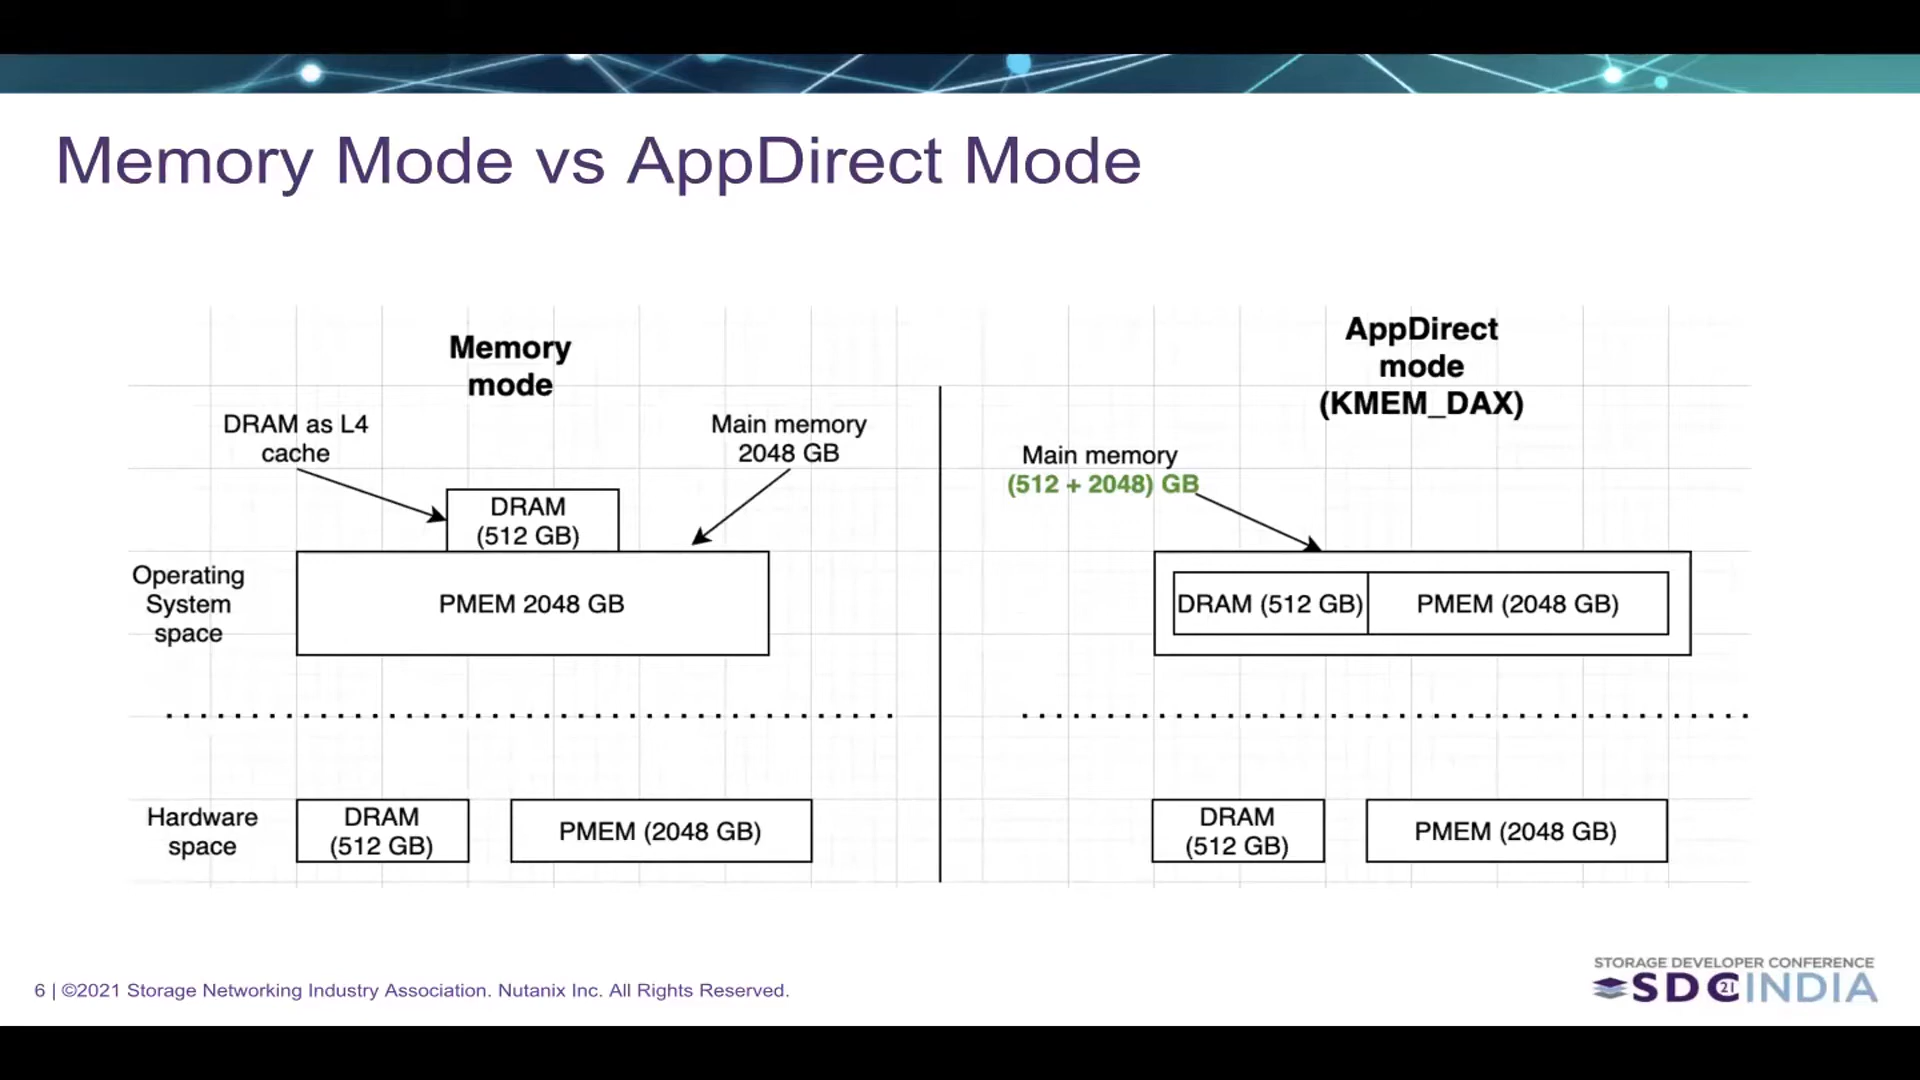 Memory Mode vs AppDirect Mode
Memory
mode
DRAM as L4
cache
Main memory
2048 GB
DRAM
(512 GB)
Operating
System
space
PMEM 2048 GB
Hardware
space
DRAM
(512 GB)
PMEM (2048 GB)
AppDirect
mode
(KMEM_DAX)
Main memory
(512 + 2048) GB
DRAM (512 GB)
PMEM (2048 GB)
DRAM
(512 GB)
PMEM (2048 GB)
6 | ©2021 Storage Networking Industry Association. Nutanix Inc. All Rights Reserved.
STORAGE DEVELOPER CONFERENCE
SDC 21 INDIA